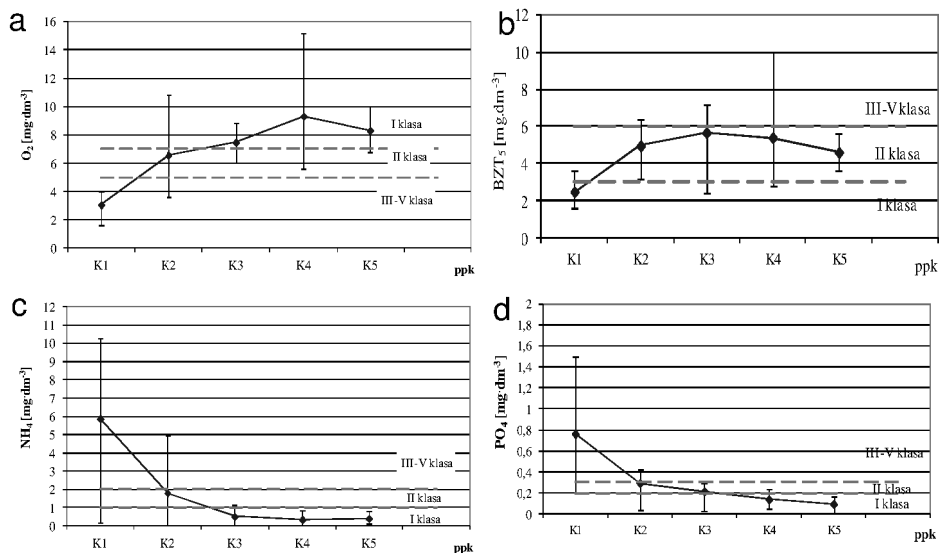 a
O₂ [mg·dm⁻³]
16
14
12
10
8
6
4
2
0
I klasa
II klasa
III-V klasa
K1 K2 K3 K4 K5
ppk
b
BZT₅ [mg.dm⁻³]
12
10
8
6
4
2
0
III-V klasa
II klasa
I klasa
K1 K2 K3 K4 K5
ppk
c
NH₄ [mg·dm⁻³]
12
11
10
9
8
7
6
5
4
3
2
1
0
III-V klasa
II klasa
I klasa
K1 K2 K3 K4 K5
ppk
d
PO₄ [mg·dm⁻³]
2
1,8
1,6
1,4
1,2
1
0,8
0,6
0,4
0,2
0
III-V klasa
II klasa
I klasa
K1 K2 K3 K4 K5
ppk